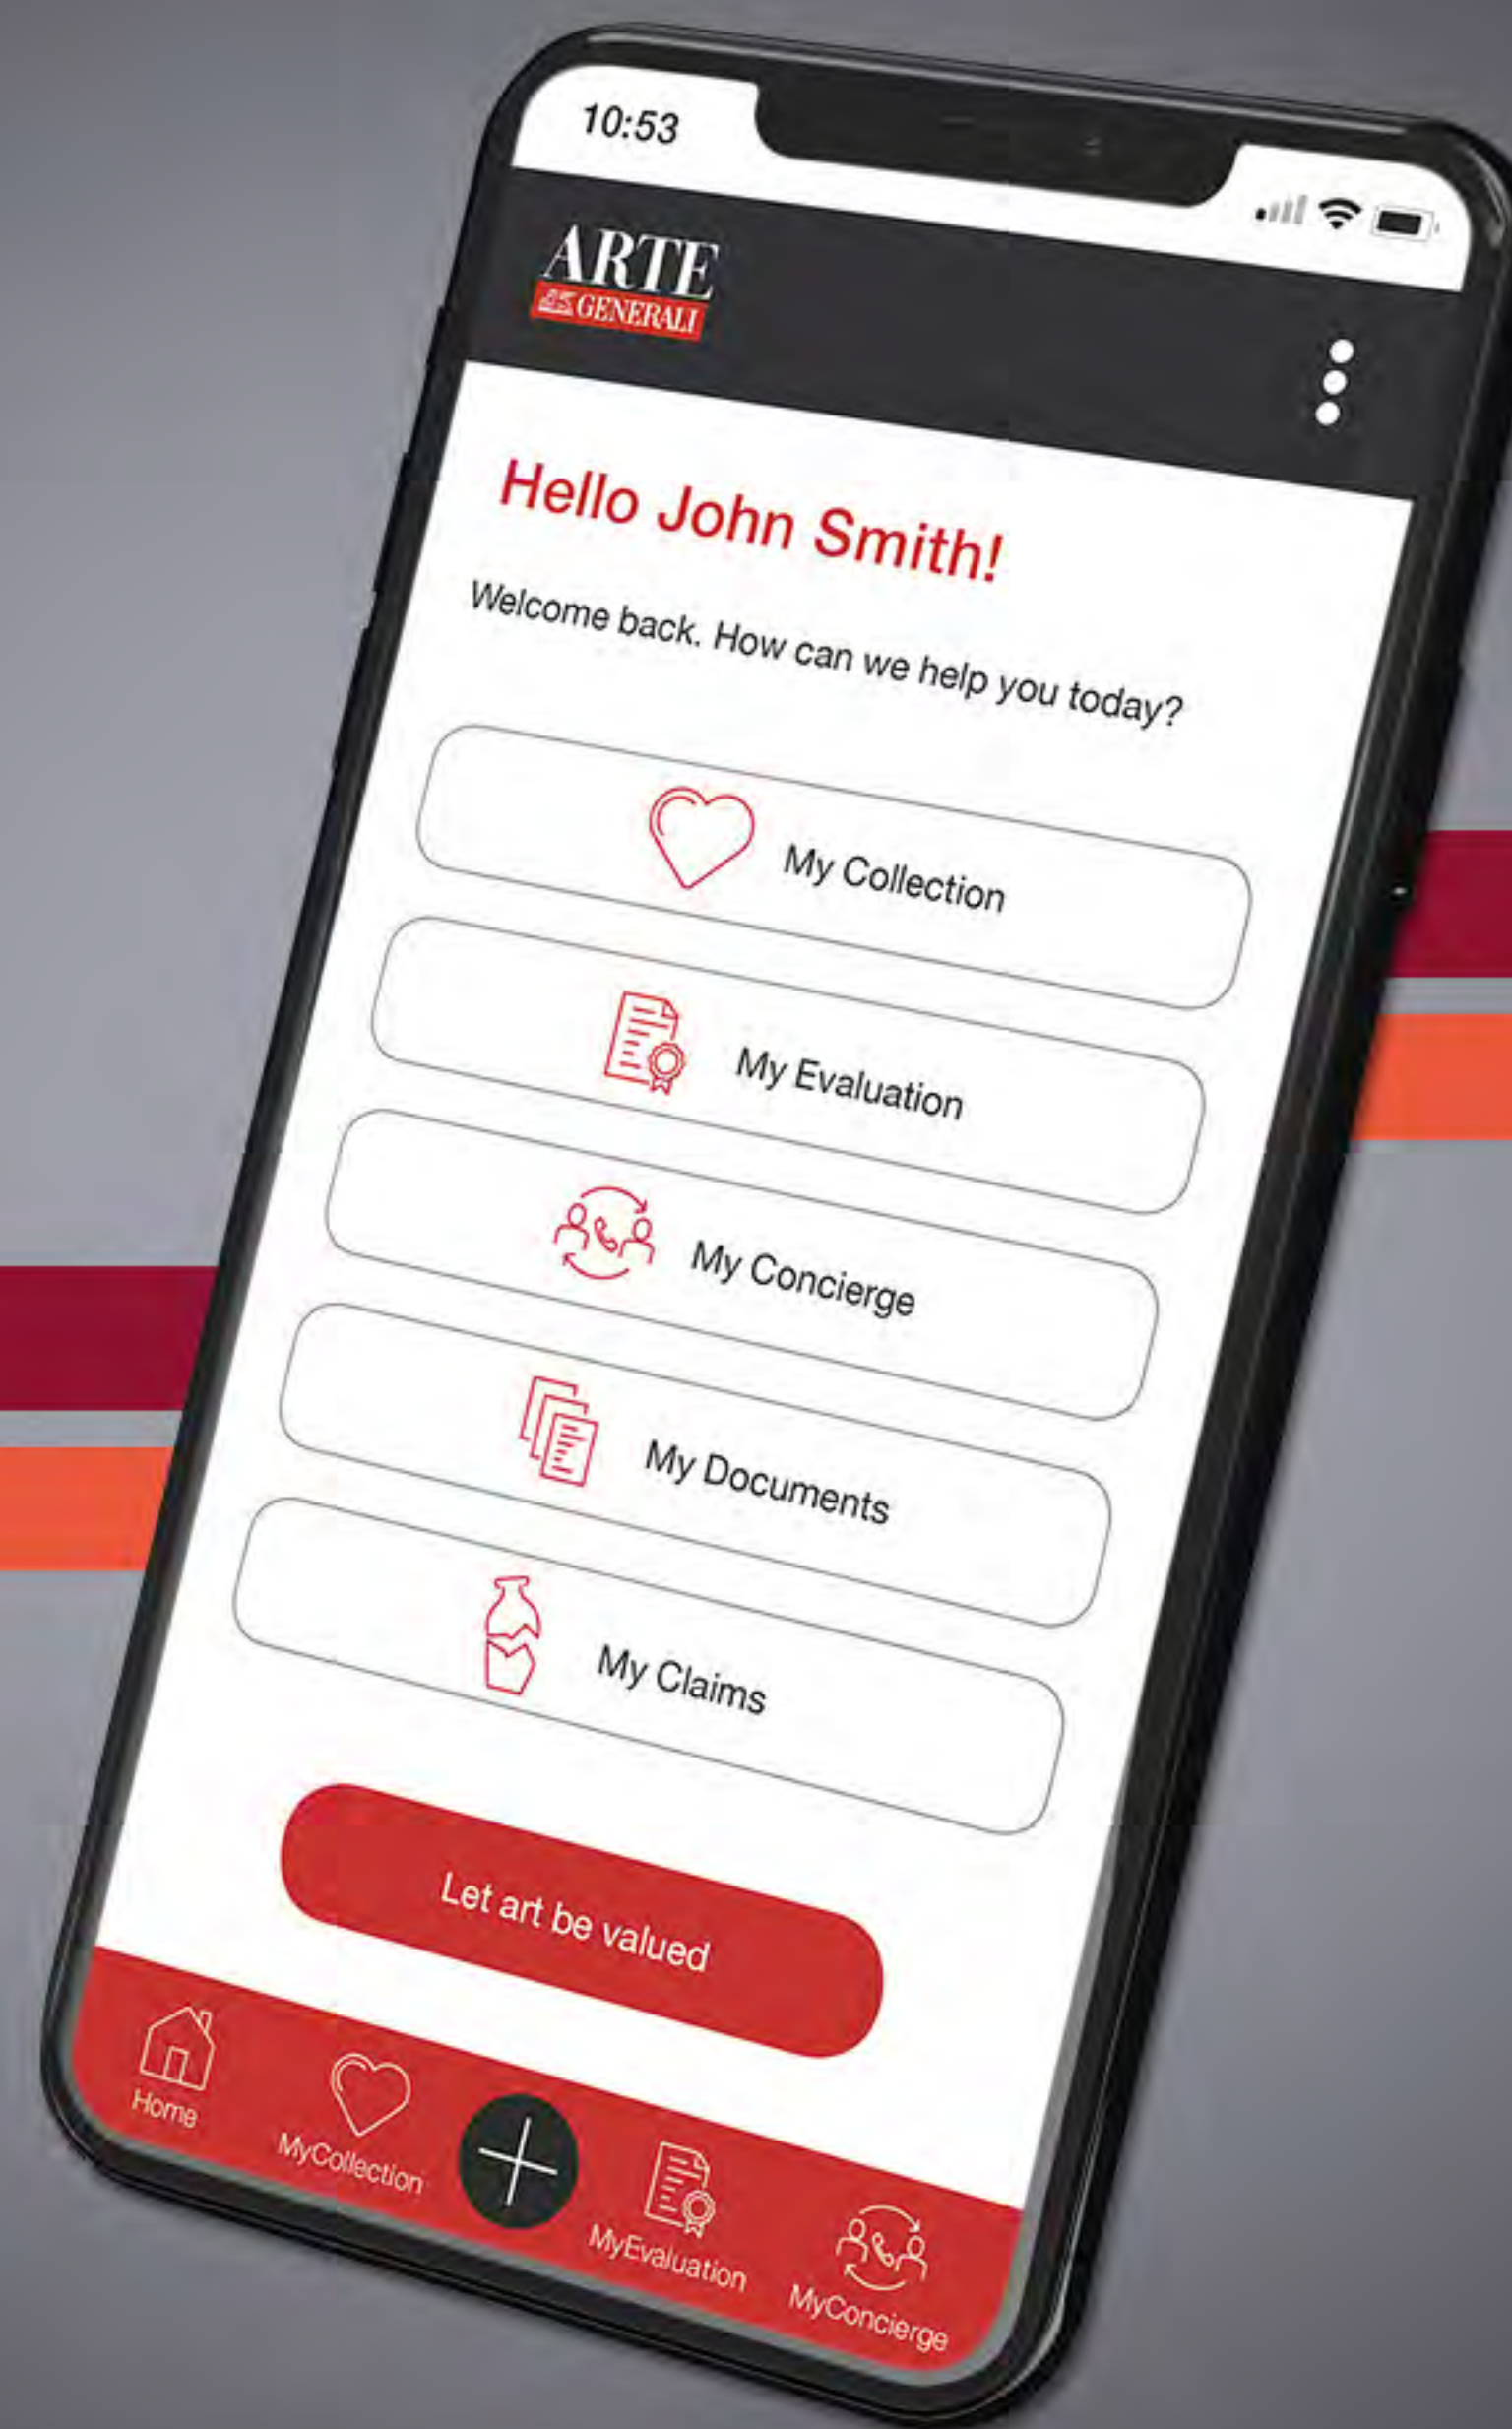 10:53
ARTE
GENERALI
Hello John Smith!
Welcome back. How can we help you today?
My Collection
My Evaluation
My Concierge
My Documents
My Claims
Let art be valued
Home
MyCollection
MyEvaluation
MyConcierge